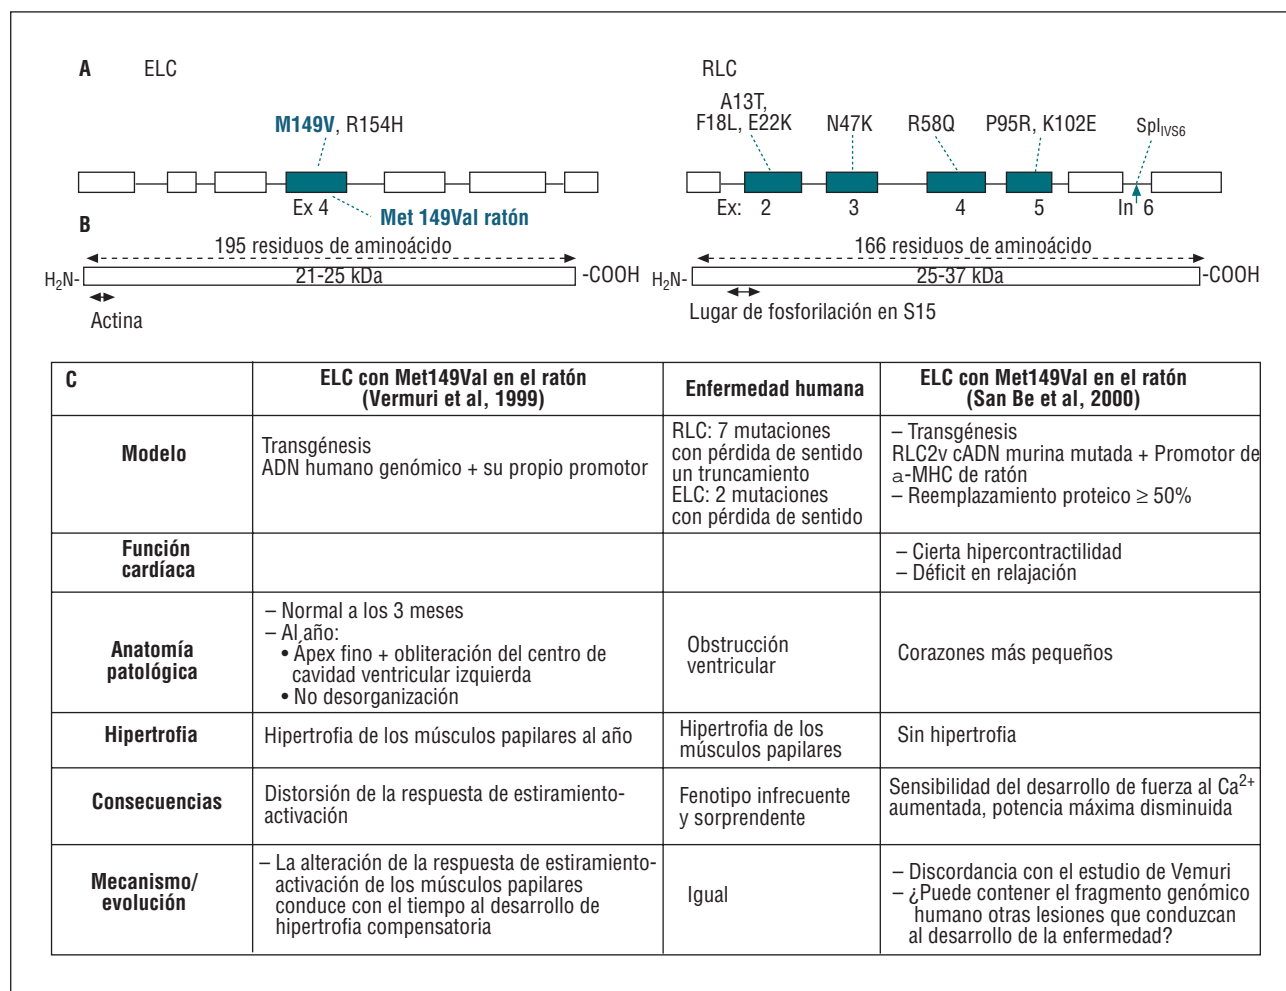 A ELC
M149V, R154H
Ex 4
Met 149Val ratón
RLC
A13T,
F18L, E22K
N47K
R58Q
P95R, K102E
SplIVS6
Ex: 2 3 4 5 In 6
B
195 residuos de aminoácido
H2N- 21-25 kDa -COOH
Actina
166 residuos de aminoácido
H2N- 25-37 kDa -COOH
Lugar de fosforilación en S15
C
ELC con Met149Val en el ratón
(Vermuri et al, 1999)
Enfermedad humana
ELC con Met149Val en el ratón
(San Be et al, 2000)
Modelo
Transgénesis
ADN humano genómico + su propio promotor
RLC: 7 mutaciones
con pérdida de sentido
un truncamiento
ELC: 2 mutaciones
con pérdida de sentido
– Transgénesis
RLC2v cADN murina mutada + Promotor de
a-MHC de ratón
– Reemplazamiento proteico ≥ 50%
Función
cardíaca
– Cierta hipercontractilidad
– Déficit en relajación
Anatomía
patológica
– Normal a los 3 meses
– Al año:
• Ápex fino + obliteración del centro de
cavidad ventricular izquierda
• No desorganización
Obstrucción
ventricular
Corazones más pequeños
Hipertrofia
Hipertrofia de los músculos papilares al año
Hipertrofia de los
músculos papilares
Sin hipertrofia
Consecuencias
Distorsión de la respuesta de estiramiento-
activación
Fenotipo infrecuente
y sorprendente
Sensibilidad del desarrollo de fuerza al Ca2+
aumentada, potencia máxima disminuida
Mecanismo/
evolución
– La alteración de la respuesta de estiramiento-
activación de los músculos papilares
conduce con el tiempo al desarrollo de
hipertrofia compensatoria
Igual
– Discordancia con el estudio de Vemuri
– ¿Puede contener el fragmento genómico
humano otras lesiones que conduzcan
al desarrollo de la enfermedad?